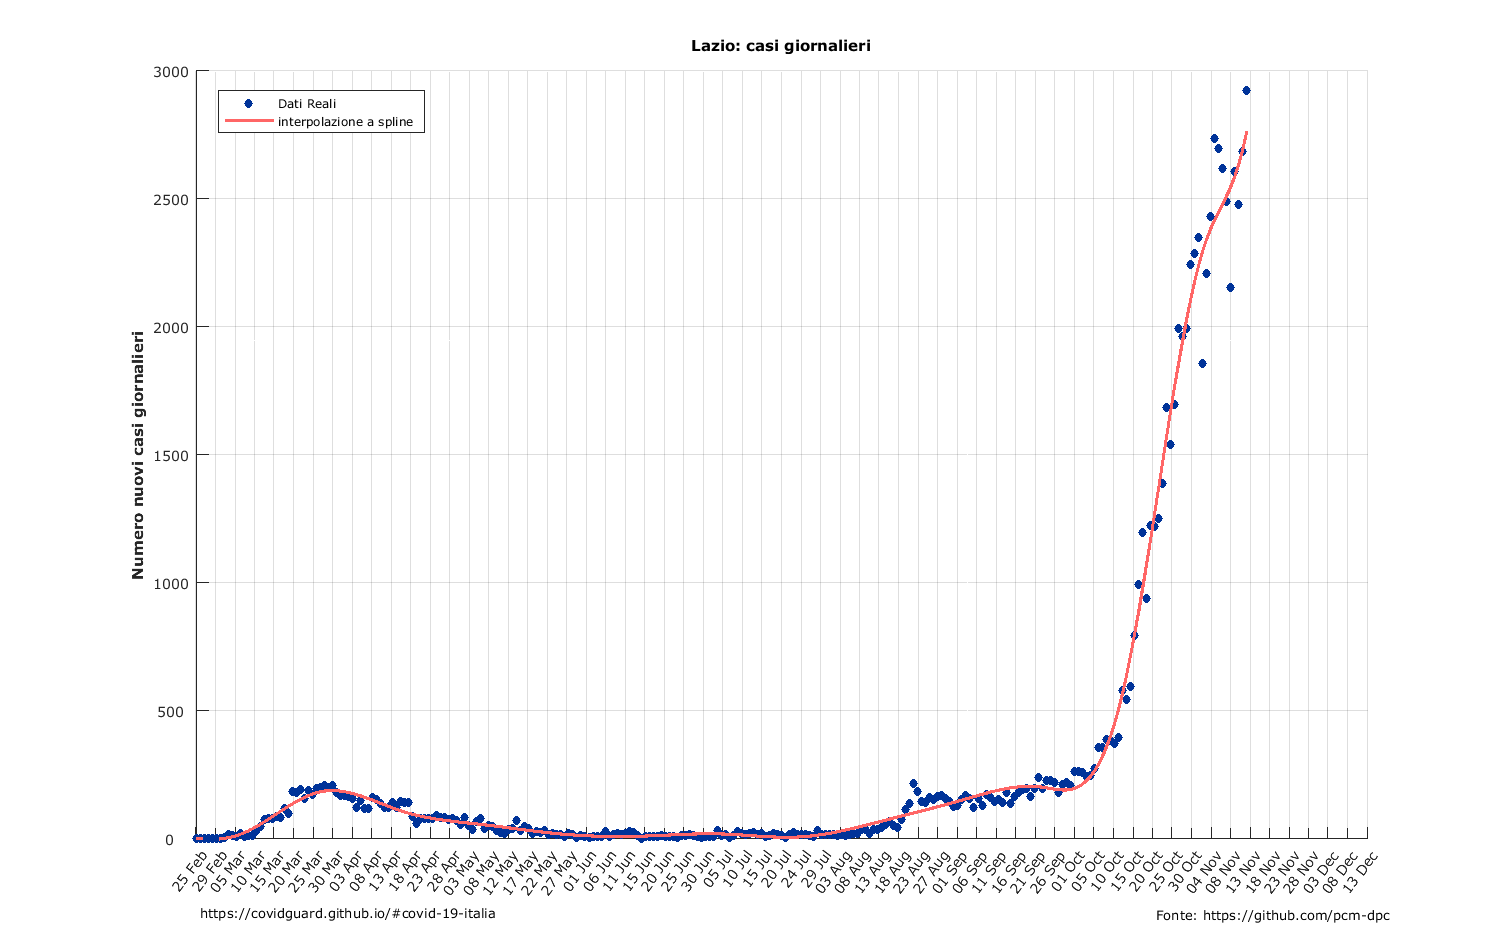 Lazio: casi giornalieri
Dati Reali
interpolazione a spline
Numero nuovi casi giornalieri
3000
2500
2000
1500
1000
500
0
25 Feb
29 Feb
05 Mar
10 Mar
15 Mar
20 Mar
25 Mar
30 Mar
03 Apr
08 Apr
13 Apr
18 Apr
23 Apr
28 Apr
03 May
08 May
12 May
17 May
22 May
27 May
01 Jun
06 Jun
11 Jun
15 Jun
20 Jun
25 Jun
30 Jun
05 Jul
10 Jul
15 Jul
20 Jul
24 Jul
29 Jul
03 Aug
08 Aug
13 Aug
18 Aug
23 Aug
27 Aug
01 Sep
06 Sep
11 Sep
16 Sep
21 Sep
26 Sep
01 Oct
05 Oct
10 Oct
15 Oct
20 Oct
25 Oct
30 Oct
04 Nov
08 Nov
13 Nov
18 Nov
23 Nov
28 Nov
03 Dec
08 Dec
13 Dec
https://covidguard.github.io/#covid-19-italia
Fonte: https://github.com/pcm-dpc